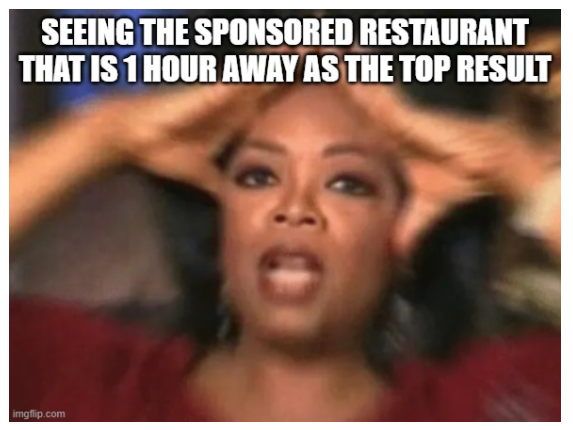 SEEING THE SPONSORED RESTAURANT
THAT IS 1 HOUR AWAY AS THE TOP RESULT
imgflip.com